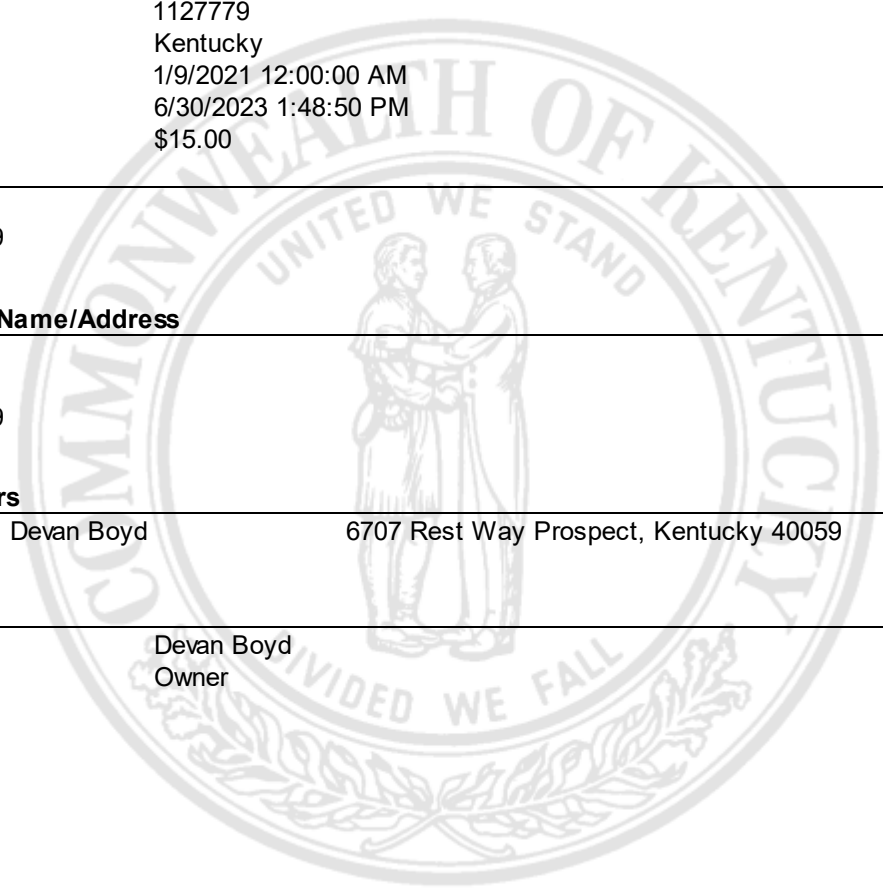 1127779
Kentucky
1/9/2021 12:00:00 AM
6/30/2023 1:48:50 PM
$15.00
9
Name/Address
9
rs
Devan Boyd 6707 Rest Way Prospect, Kentucky 40059
Devan Boyd
Owner
COMMONWEALTH OF KENTUCKY
UNITED WE STAND
DIVIDED WE FALL